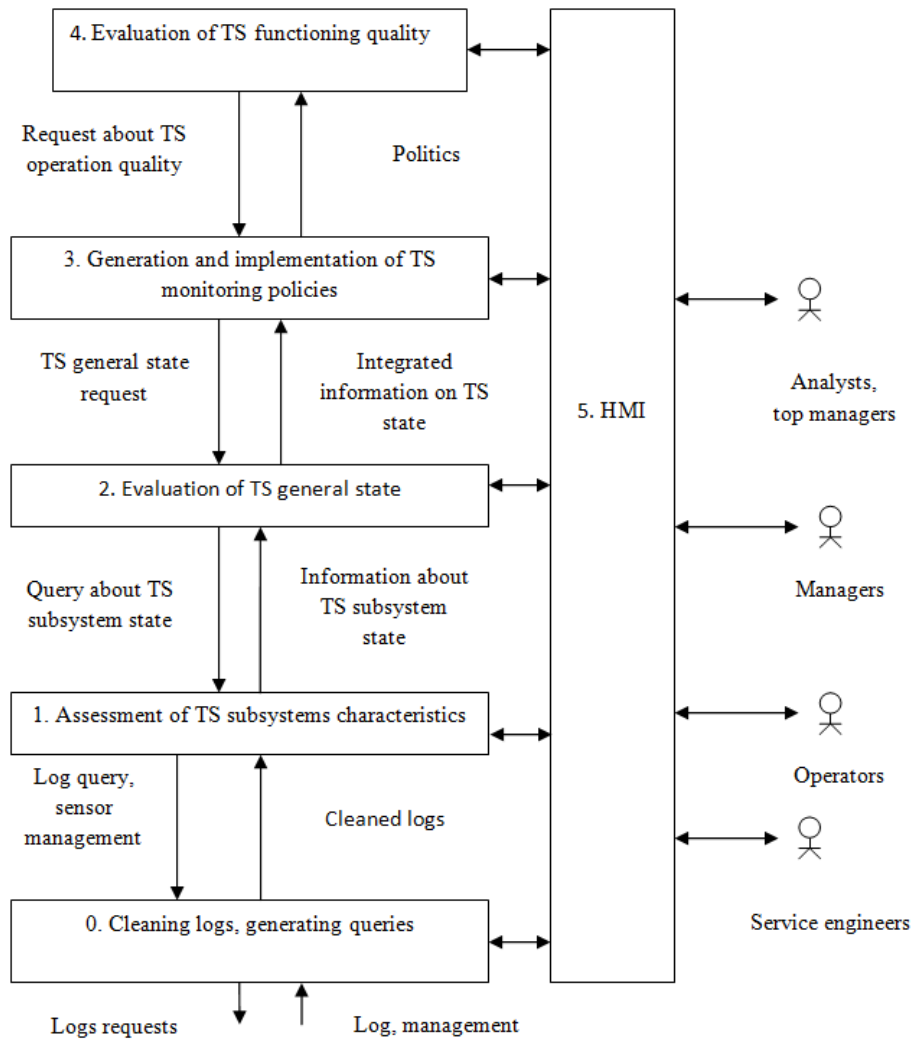 4. Evaluation of TS functioning quality
Request about TS
operation quality
Politics
3. Generation and implementation of TS
monitoring policies
TS general state
request
Integrated
information on TS
state
5. HMI
Analysts,
top managers
2. Evaluation of TS general state
Query about TS
subsystem state
Information about
TS subsystem
state
Managers
1. Assessment of TS subsystems characteristics
Log query,
sensor
management
Cleaned logs
Operators
0. Cleaning logs, generating queries
Service engineers
Logs requests
Log, management